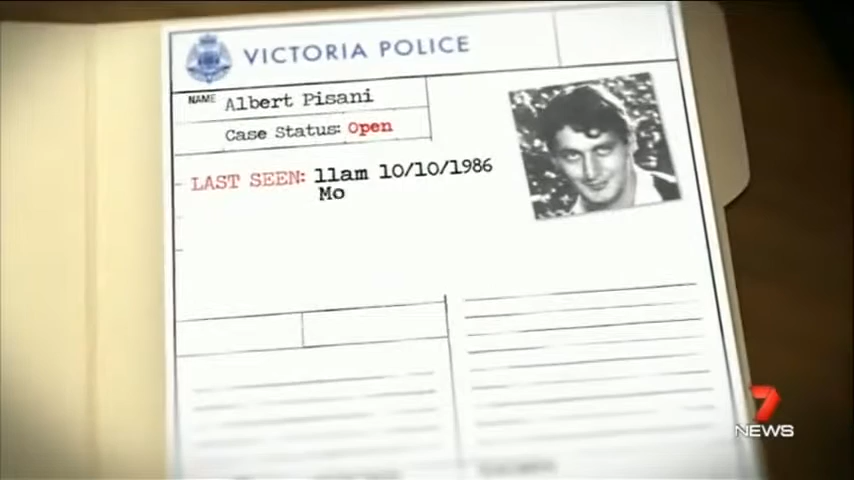 VICTORIA POLICE
NAME Albert Pisani
Case Status: Open
LAST SEEN: 11am 10/10/1986
Mo
7
NEWS